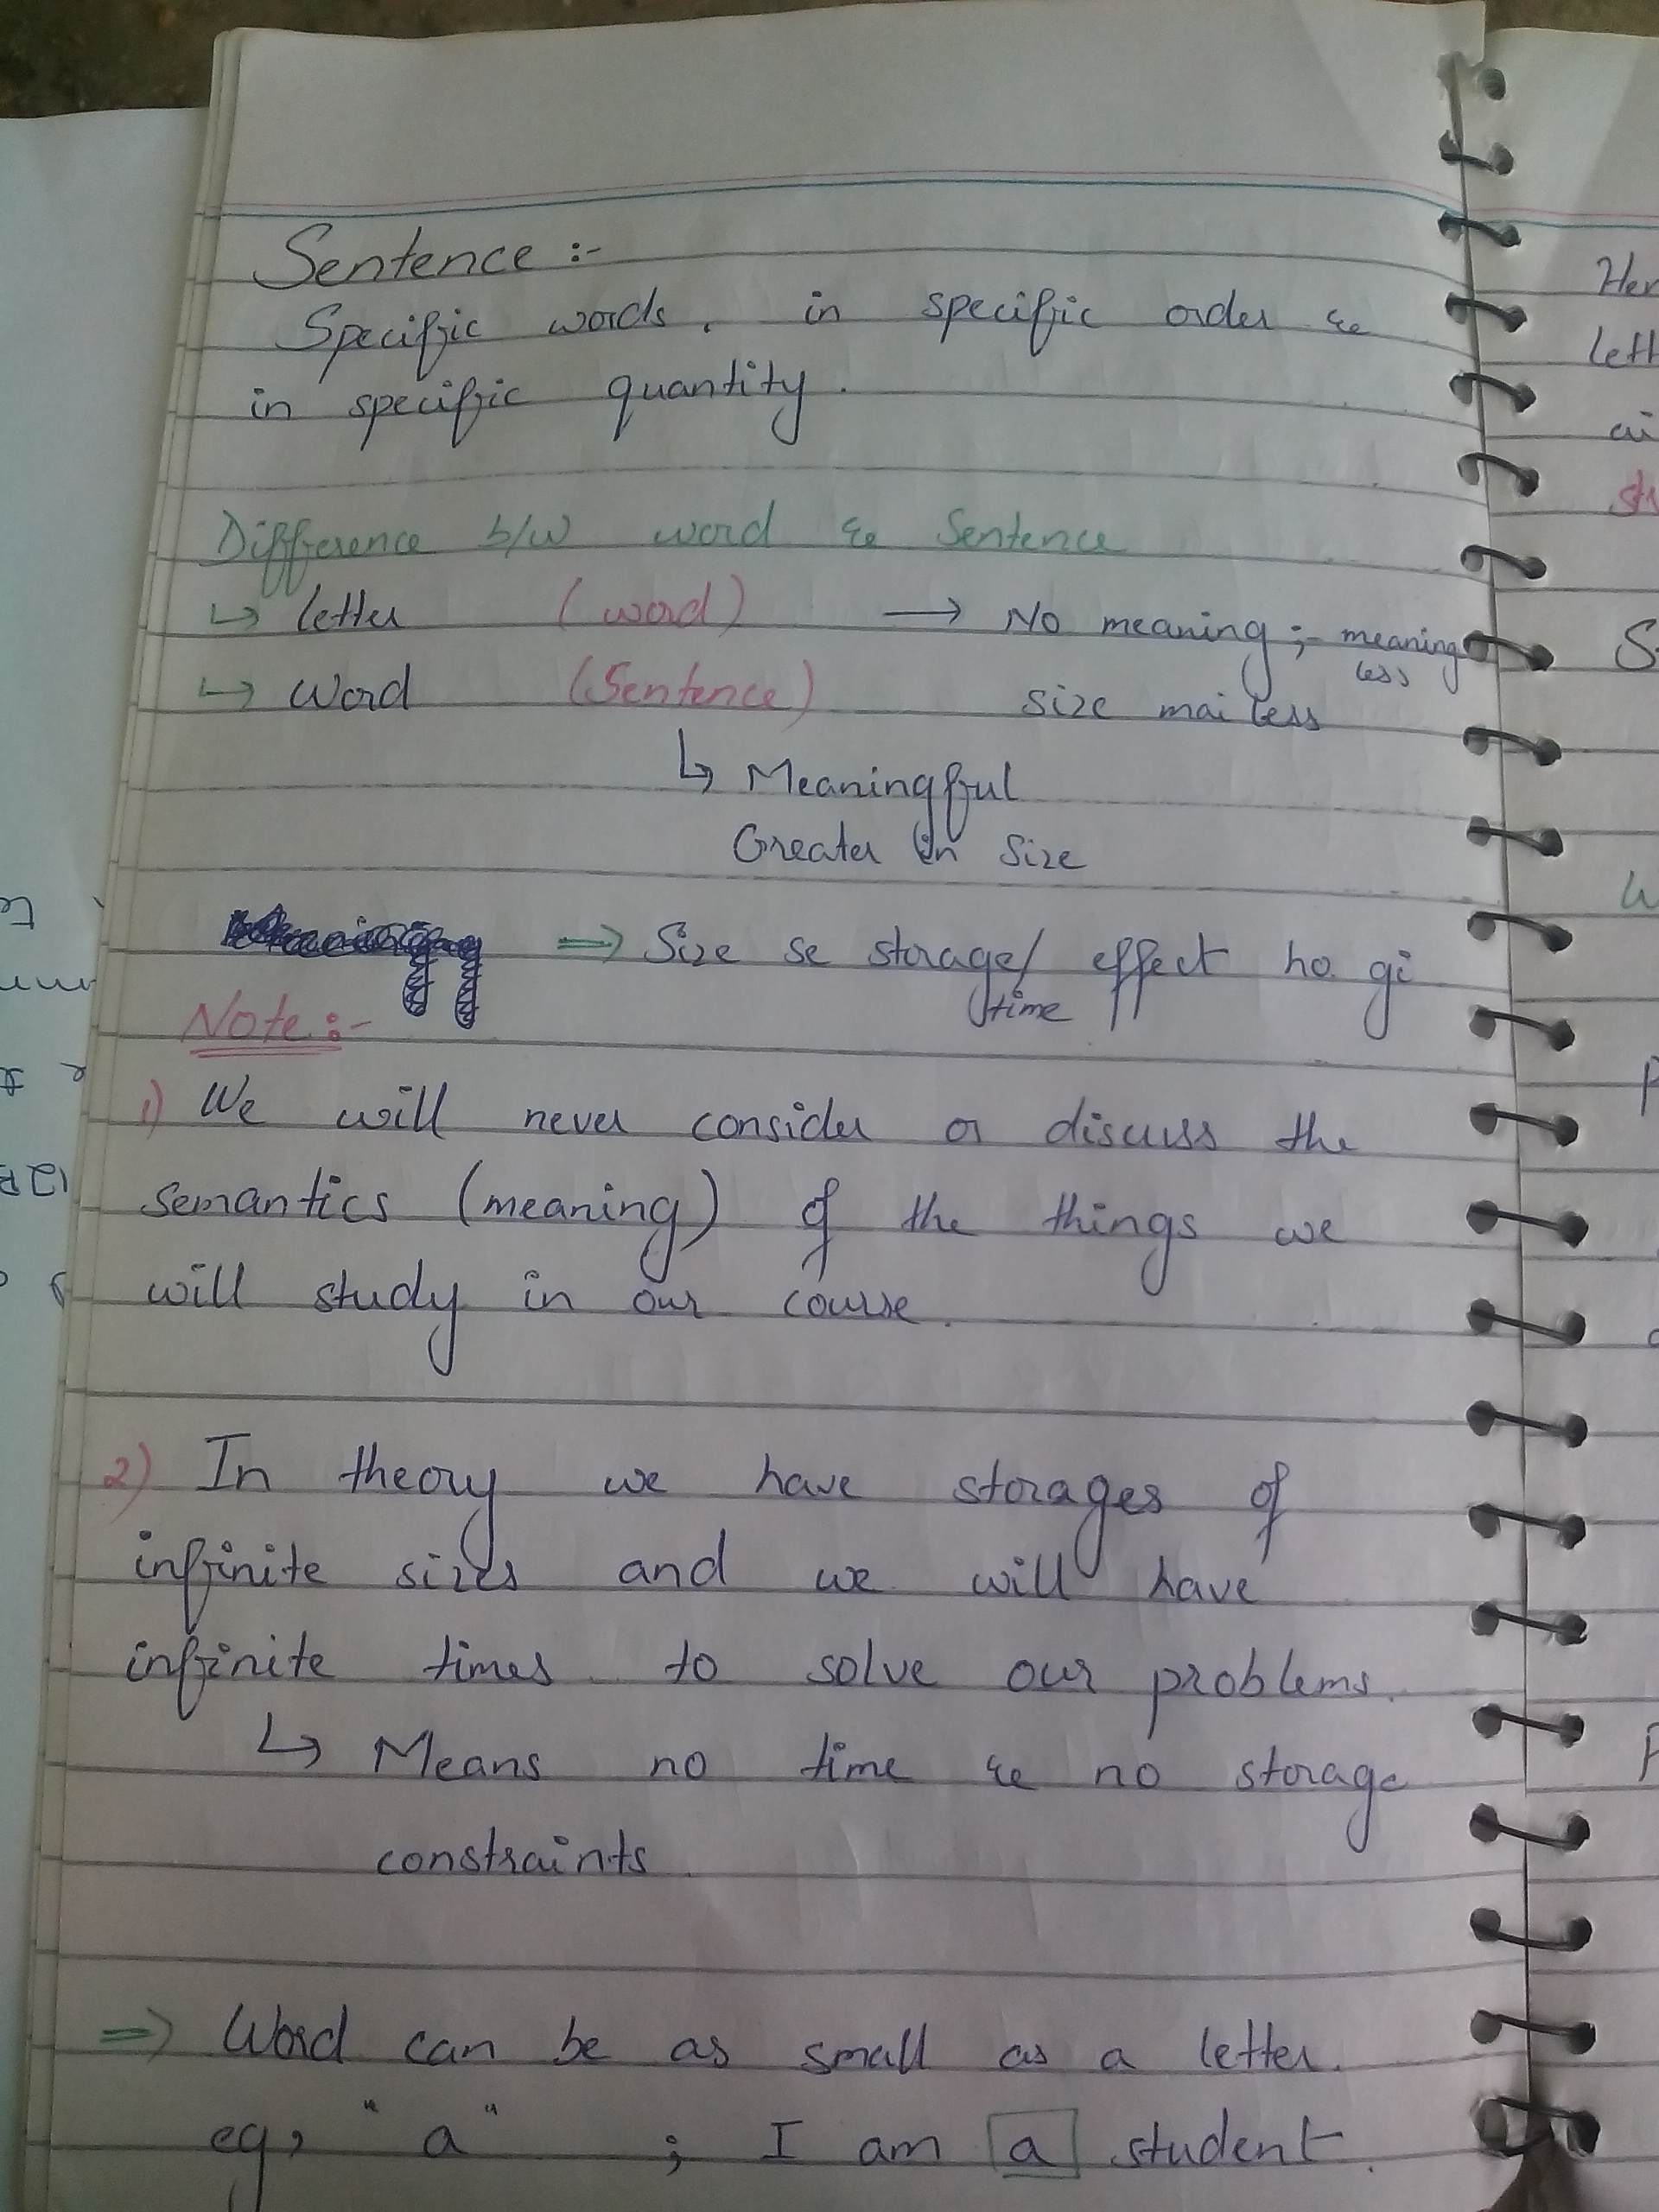 Sentence :-
Specific words, in specific order &
in specific quantity.
Difference b/w word & Sentence
↳ letter (word) → No meaning ;- meaning
less
↳ Word (Sentence) size mai less
↳ Meaningful
Greater in size
⇒ Size se storage/ effect ho gi
time
Note :-
1) We will never consider or discuss the
semantics (meaning) of the things we
will study in our course.
2) In theory we have storages of
infinite sizes and we will have
infinite times to solve our problems.
↳ Means no time & no storage
constraints.
⇒ Word can be as small as a letter.
eg, "a" ; I am a student.